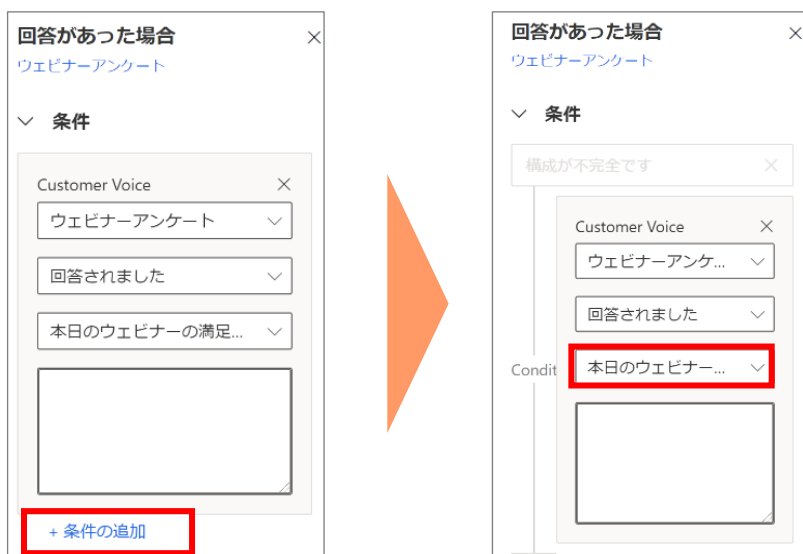 回答があった場合
ウェビナーアンケート
条件
Customer Voice
ウェビナーアンケート
回答されました
本日のウェビナーの満足...
+ 条件の追加
回答があった場合
ウェビナーアンケート
条件
構成が不完全です
Customer Voice
ウェビナーアンケ...
回答されました
Condit
本日のウェビナー...